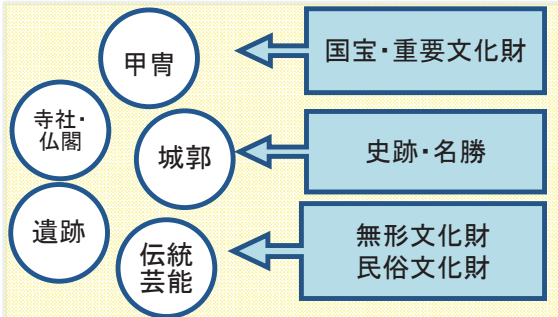 甲冑
国宝・重要文化財
寺社・
仏閣
城郭
史跡・名勝
遺跡
伝統
芸能
無形文化財
民俗文化財